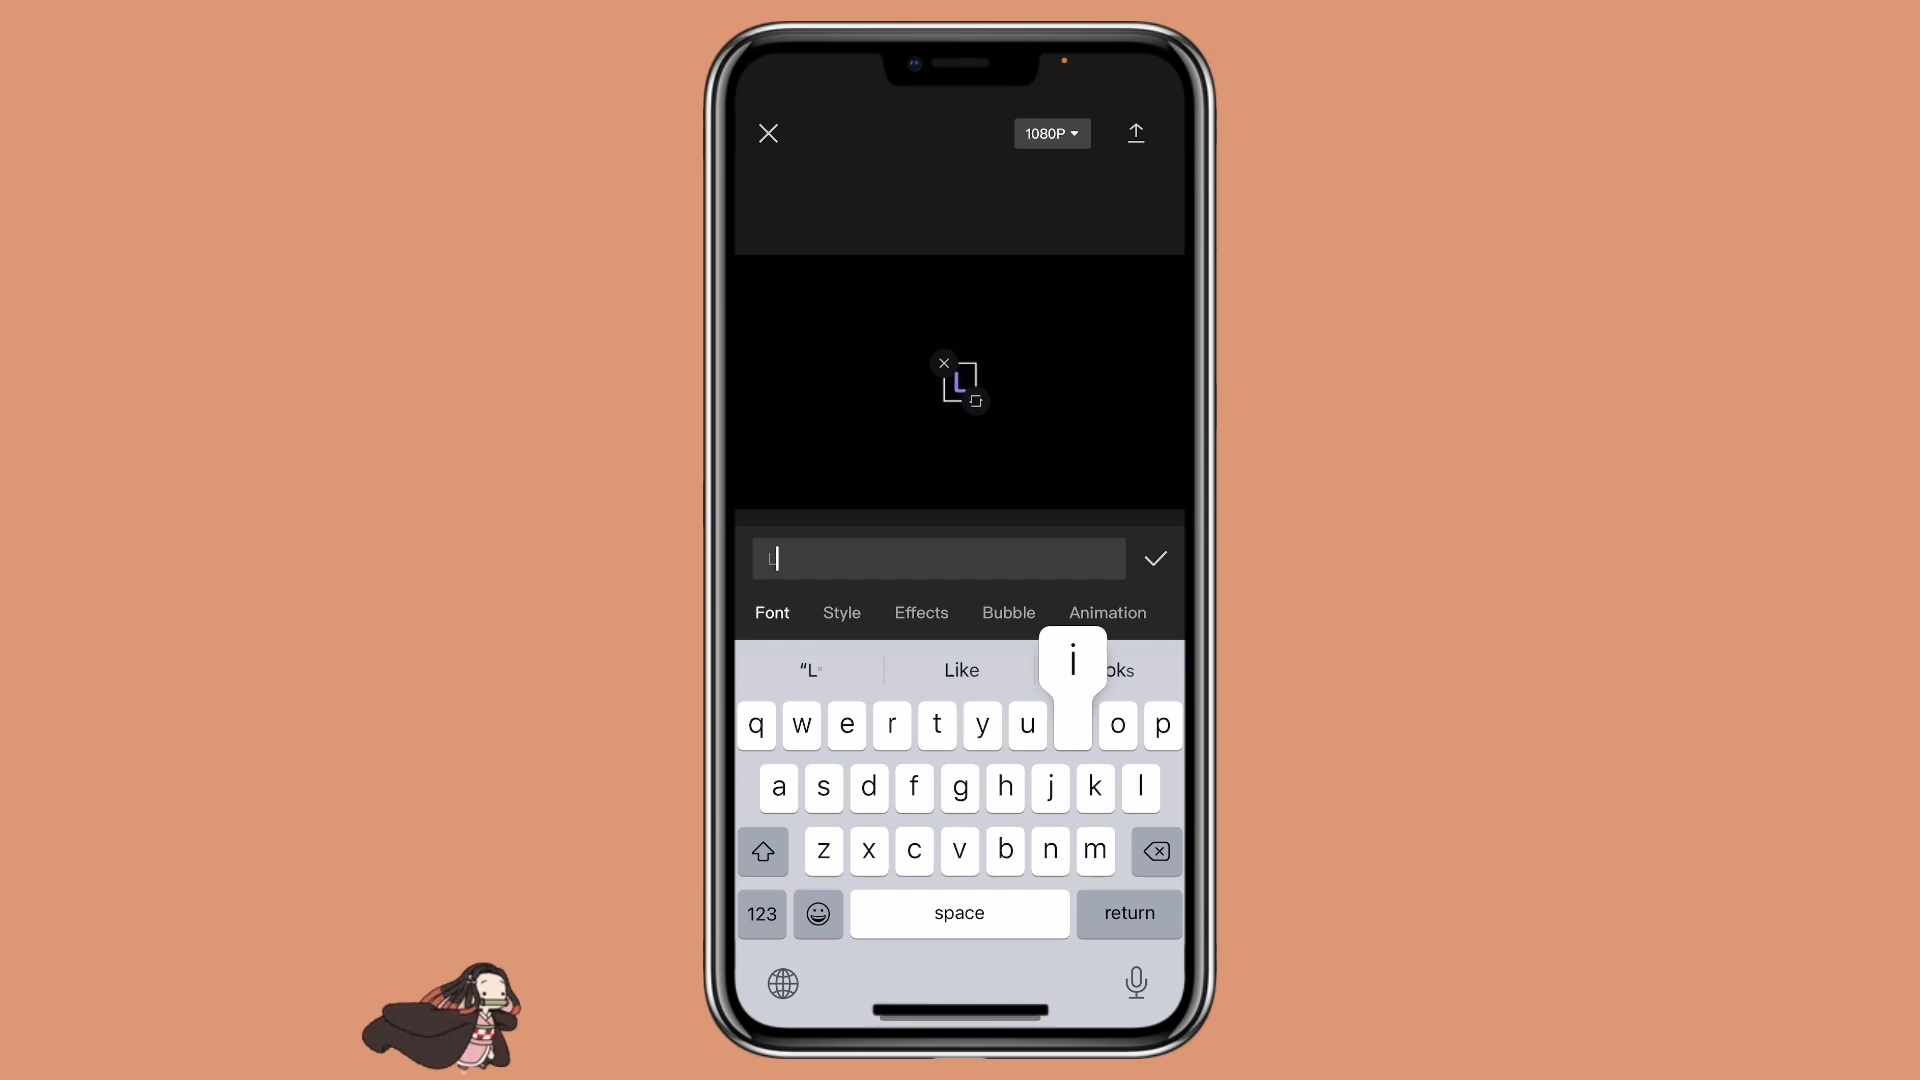 1080P
L
L
Font Style Effects Bubble Animation
“L” Like oks
i
q w e r t y u o p
a s d f g h j k l
z x c v b n m
123 space return